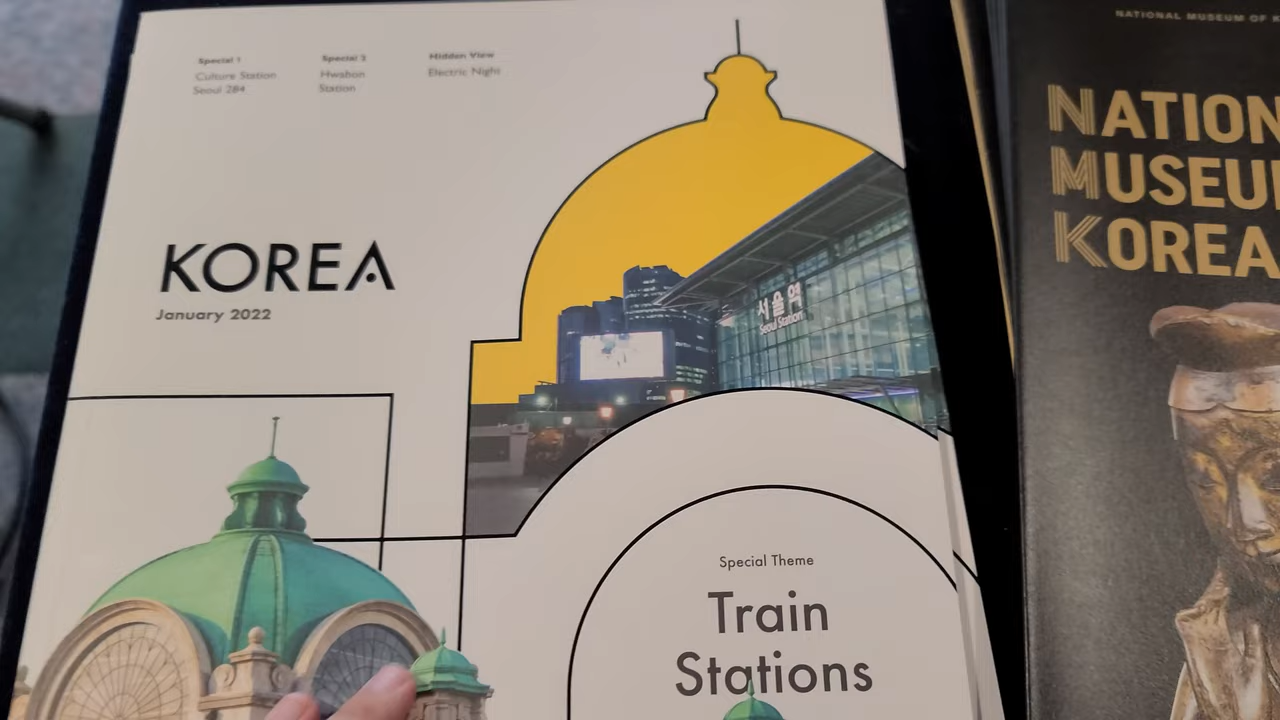 Special 1
Culture Station
Seoul 284
Special 2
Hwabon
Station
Hidden View
Electric Night
KOREA
January 2022
서울역
Seoul Station
Special Theme
Train
Stations
NATIONAL MUSEUM OF K
NATION
MUSEU
KOREA